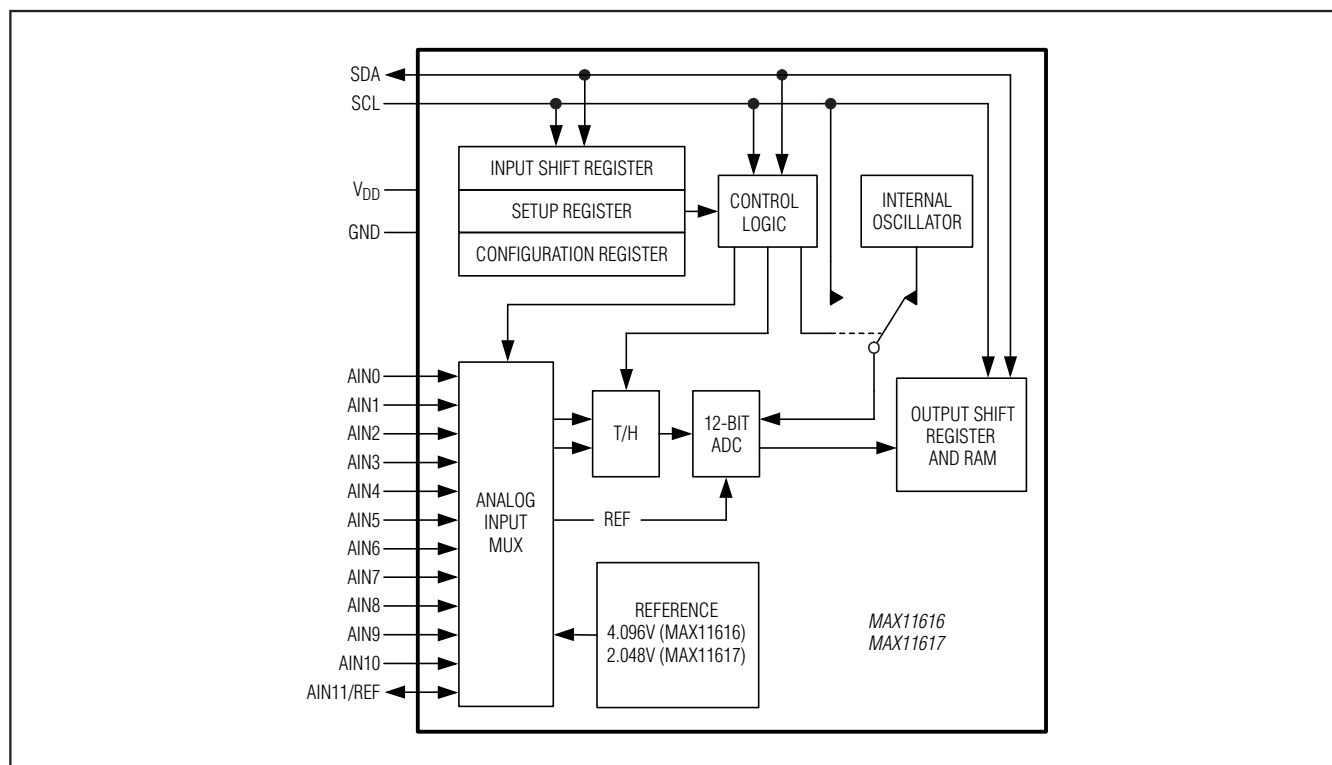 SDA
SCL
VDD
GND
INPUT SHIFT REGISTER
SETUP REGISTER
CONFIGURATION REGISTER
CONTROL
LOGIC
INTERNAL
OSCILLATOR
AIN0
AIN1
AIN2
AIN3
AIN4
AIN5
AIN6
AIN7
AIN8
AIN9
AIN10
AIN11/REF
ANALOG
INPUT
MUX
T/H
12-BIT
ADC
REF
OUTPUT SHIFT
REGISTER
AND RAM
REFERENCE
4.096V (MAX11616)
2.048V (MAX11617)
MAX11616
MAX11617